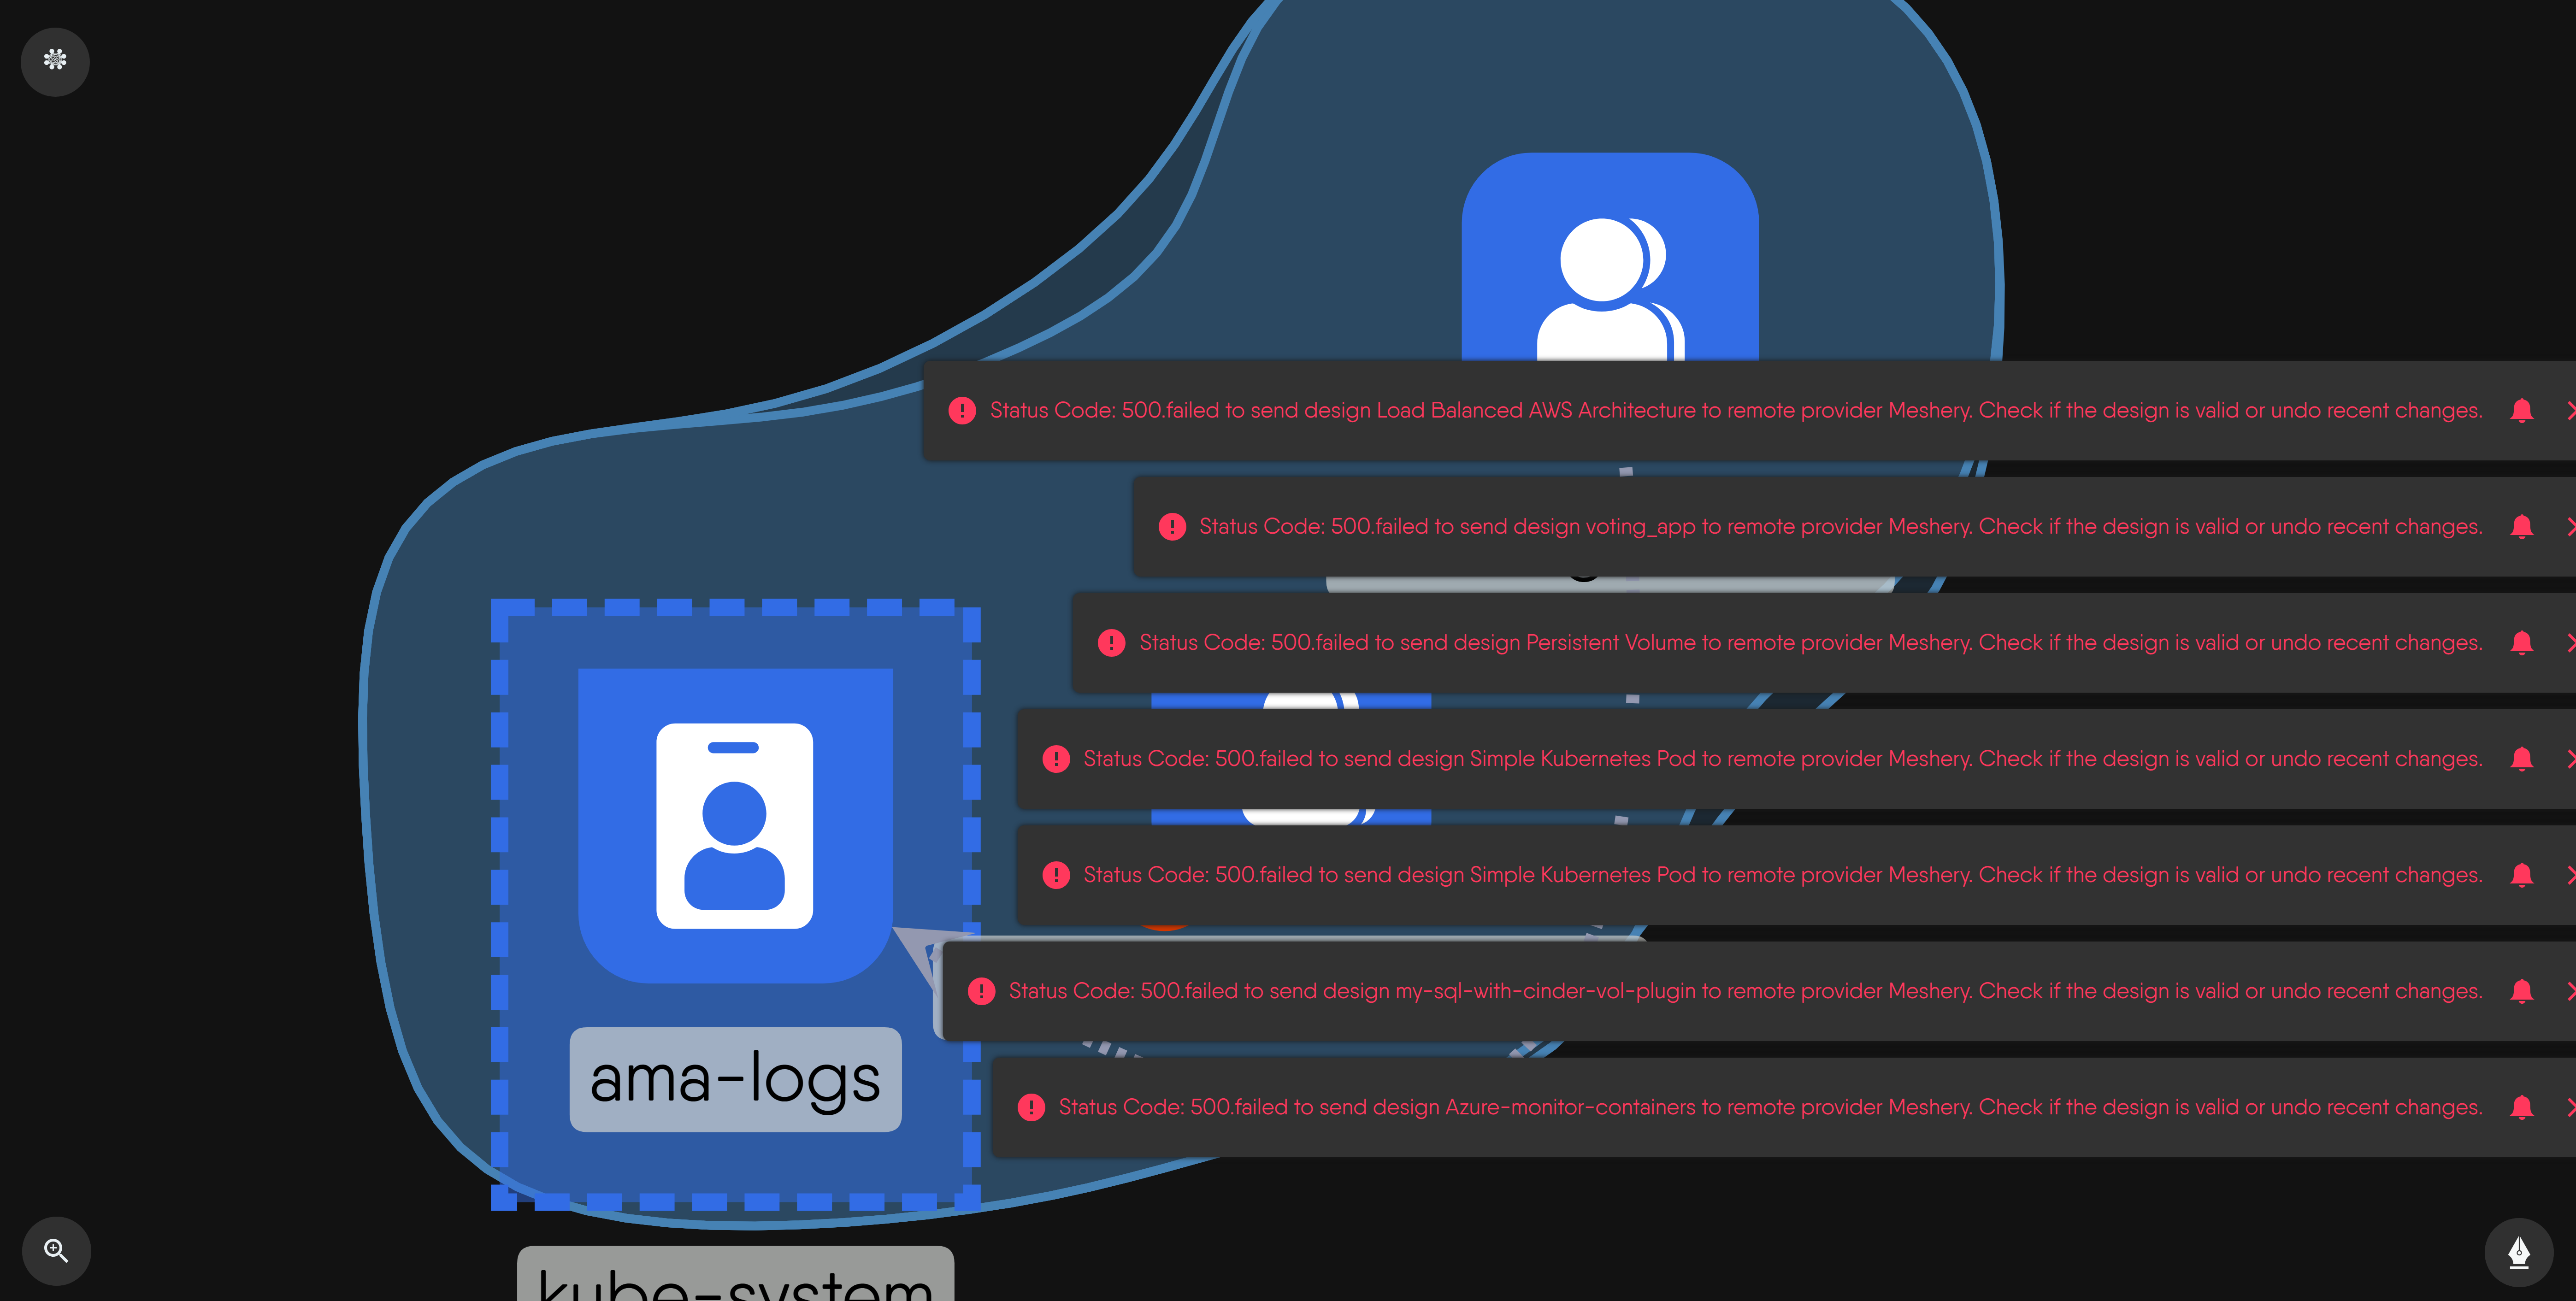 Status Code: 500.failed to send design Load Balanced AWS Architecture to remote provider Meshery. Check if the design is valid or undo recent changes.
Status Code: 500.failed to send design voting_app to remote provider Meshery. Check if the design is valid or undo recent changes.
Status Code: 500.failed to send design Persistent Volume to remote provider Meshery. Check if the design is valid or undo recent changes.
Status Code: 500.failed to send design Simple Kubernetes Pod to remote provider Meshery. Check if the design is valid or undo recent changes.
Status Code: 500.failed to send design Simple Kubernetes Pod to remote provider Meshery. Check if the design is valid or undo recent changes.
Status Code: 500.failed to send design my-sql-with-cinder-vol-plugin to remote provider Meshery. Check if the design is valid or undo recent changes.
Status Code: 500.failed to send design Azure-monitor-containers to remote provider Meshery. Check if the design is valid or undo recent changes.
ama-logs
kube-system